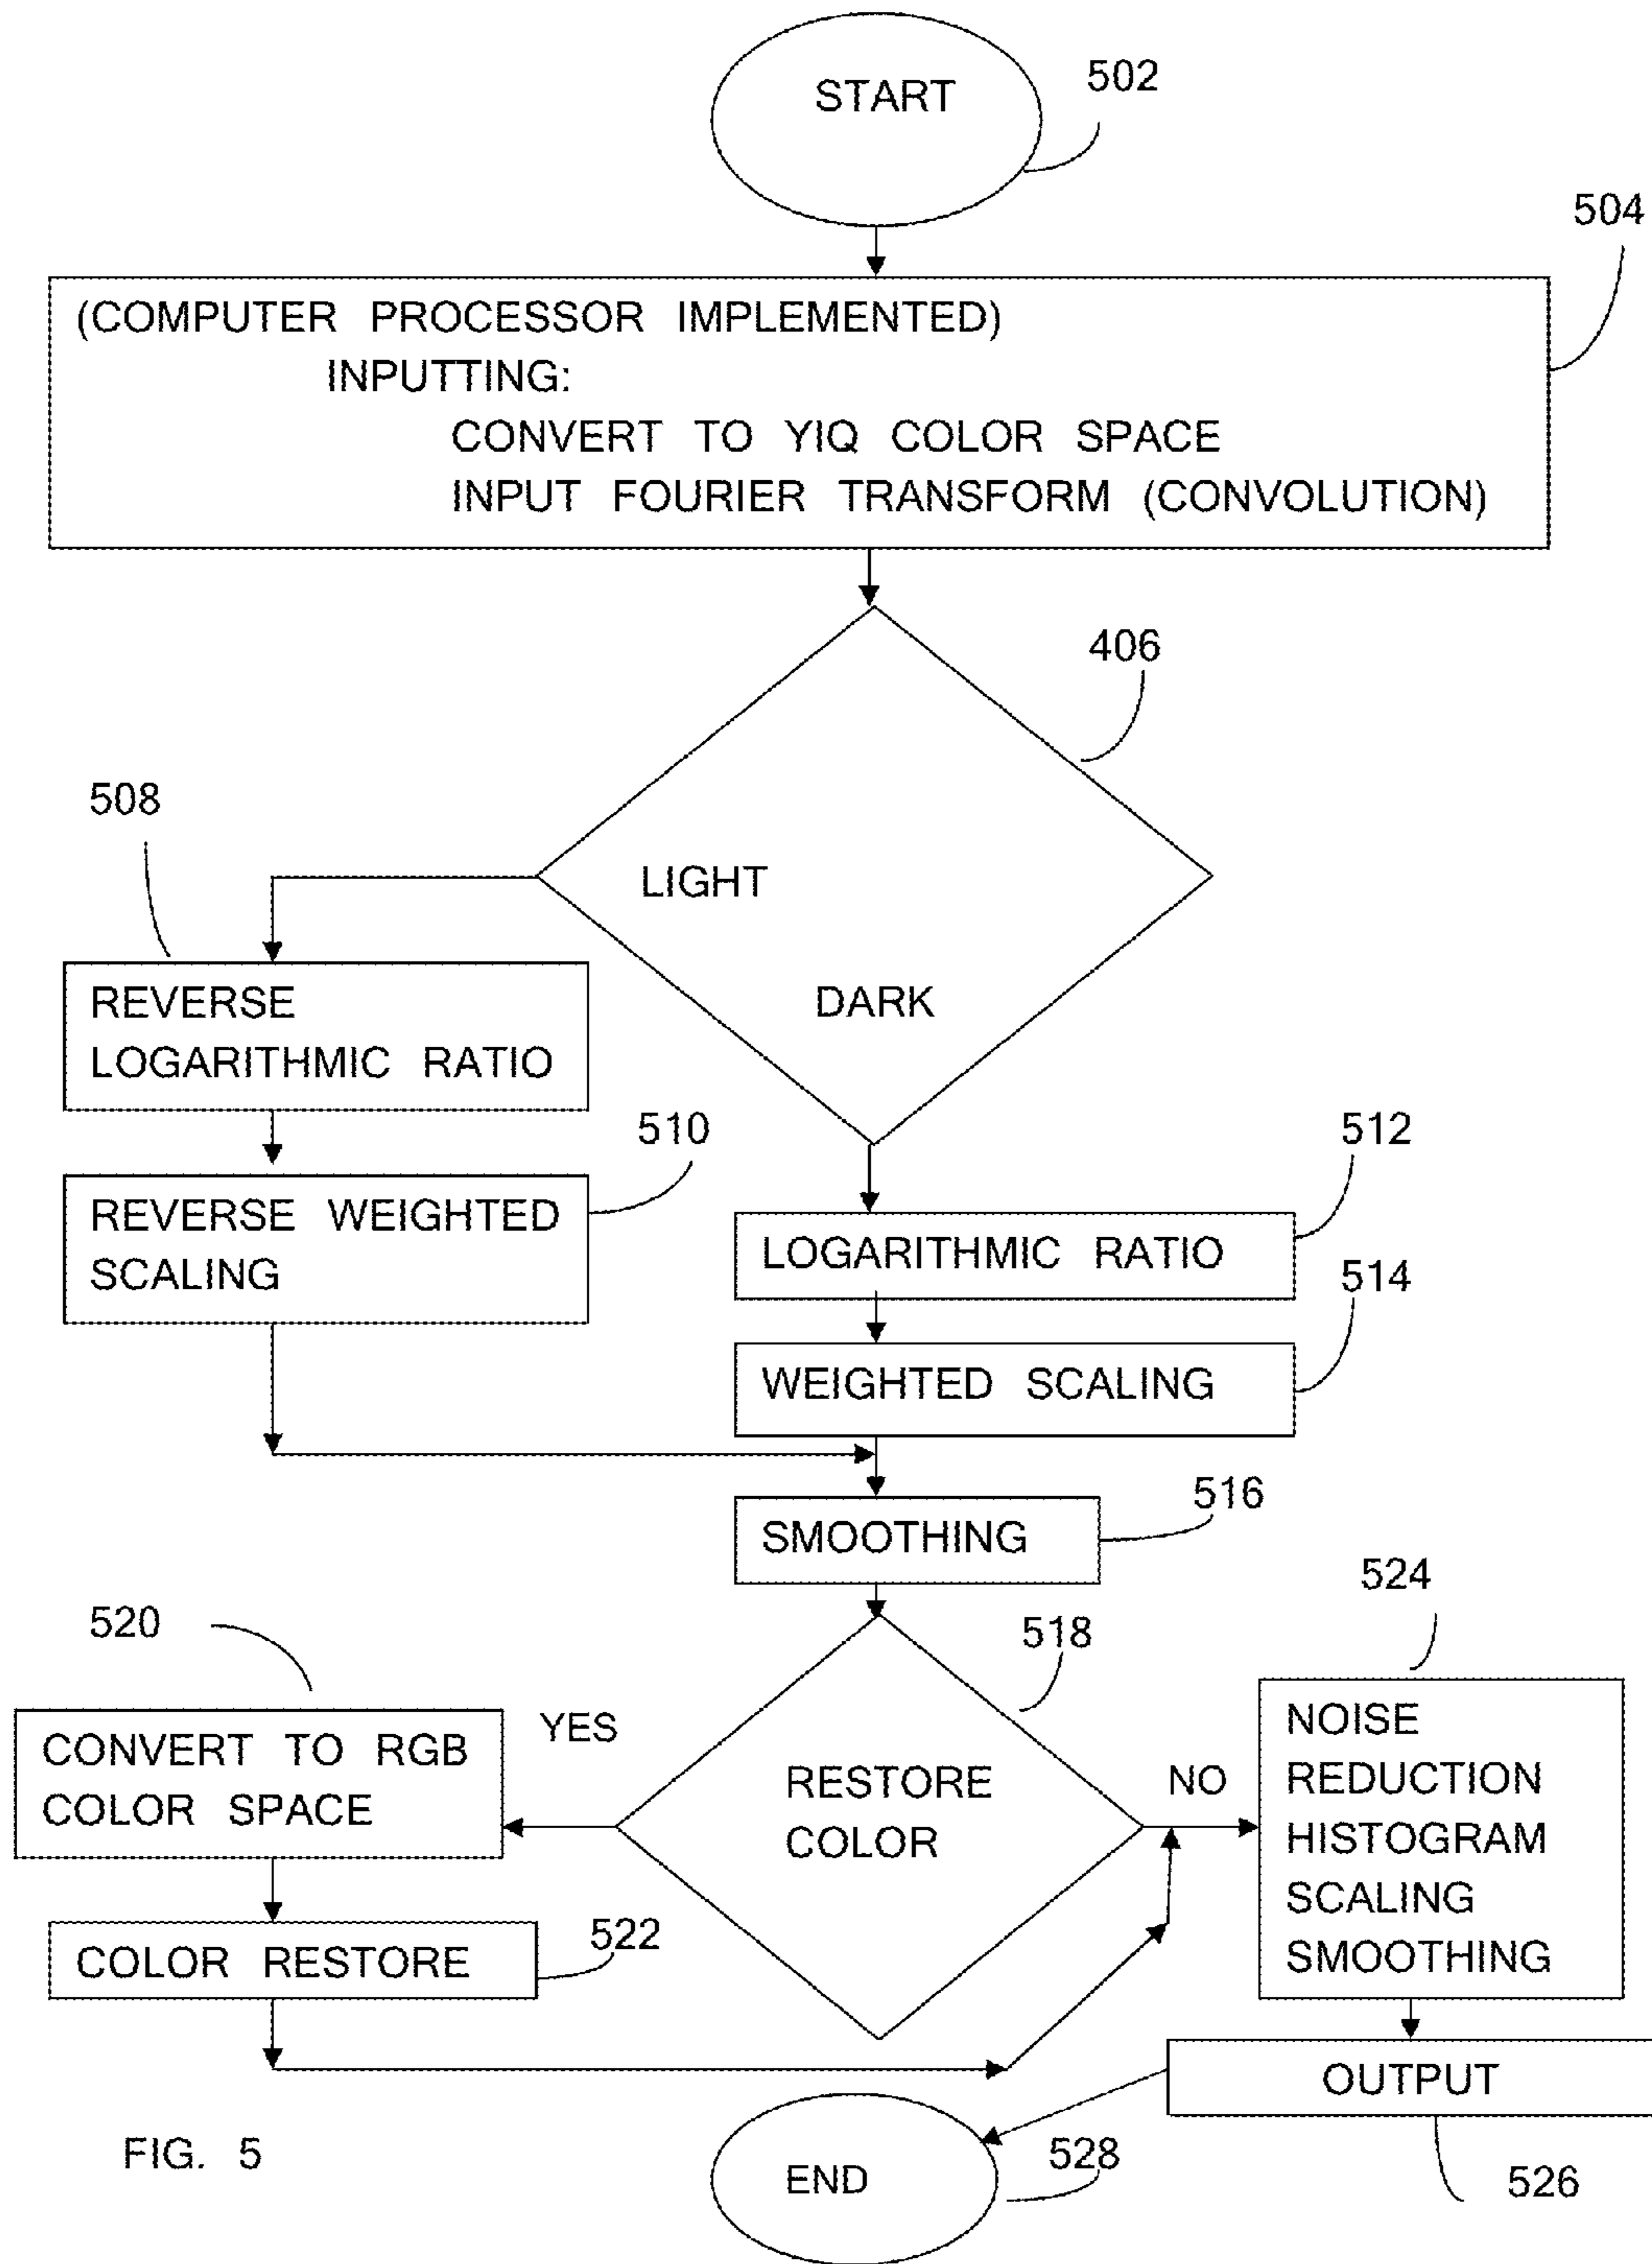 START
502
504
(COMPUTER PROCESSOR IMPLEMENTED)
INPUTTING:
CONVERT TO YIQ COLOR SPACE
INPUT FOURIER TRANSFORM (CONVOLUTION)
406
508
LIGHT
DARK
REVERSE
LOGARITHMIC RATIO
510
REVERSE WEIGHTED
SCALING
512
LOGARITHMIC RATIO
514
WEIGHTED SCALING
516
SMOOTHING
518
RESTORE
COLOR
YES
NO
520
CONVERT TO RGB
COLOR SPACE
522
COLOR RESTORE
524
NOISE
REDUCTION
HISTOGRAM
SCALING
SMOOTHING
OUTPUT
526
END
528
FIG. 5